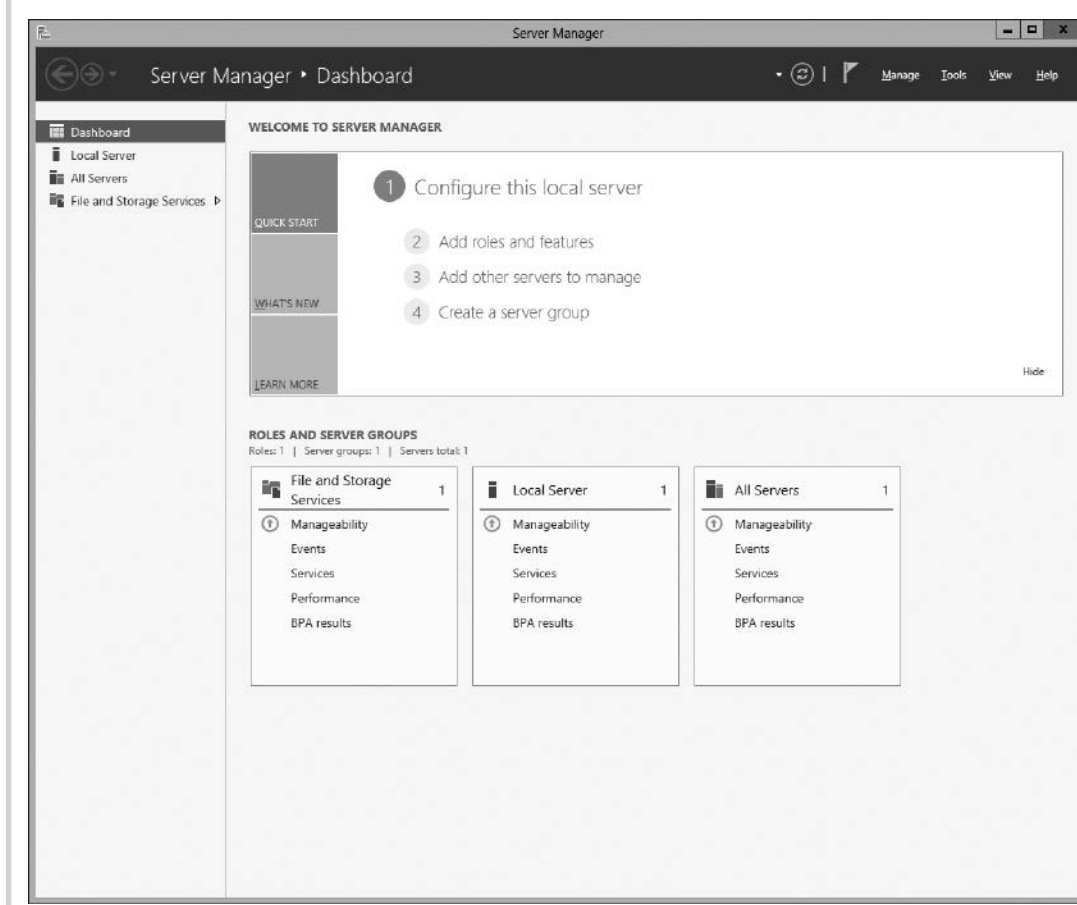 Server Manager
Server Manager • Dashboard
Manage Tools View Help
Dashboard
Local Server
All Servers
File and Storage Services
WELCOME TO SERVER MANAGER
QUICK START
WHAT'S NEW
LEARN MORE
1 Configure this local server
2 Add roles and features
3 Add other servers to manage
4 Create a server group
Hide
ROLES AND SERVER GROUPS
Roles: 1 | Server groups: 1 | Servers total: 1
File and Storage
Services 1
Manageability
Events
Services
Performance
BPA results
Local Server 1
Manageability
Events
Services
Performance
BPA results
All Servers 1
Manageability
Events
Services
Performance
BPA results